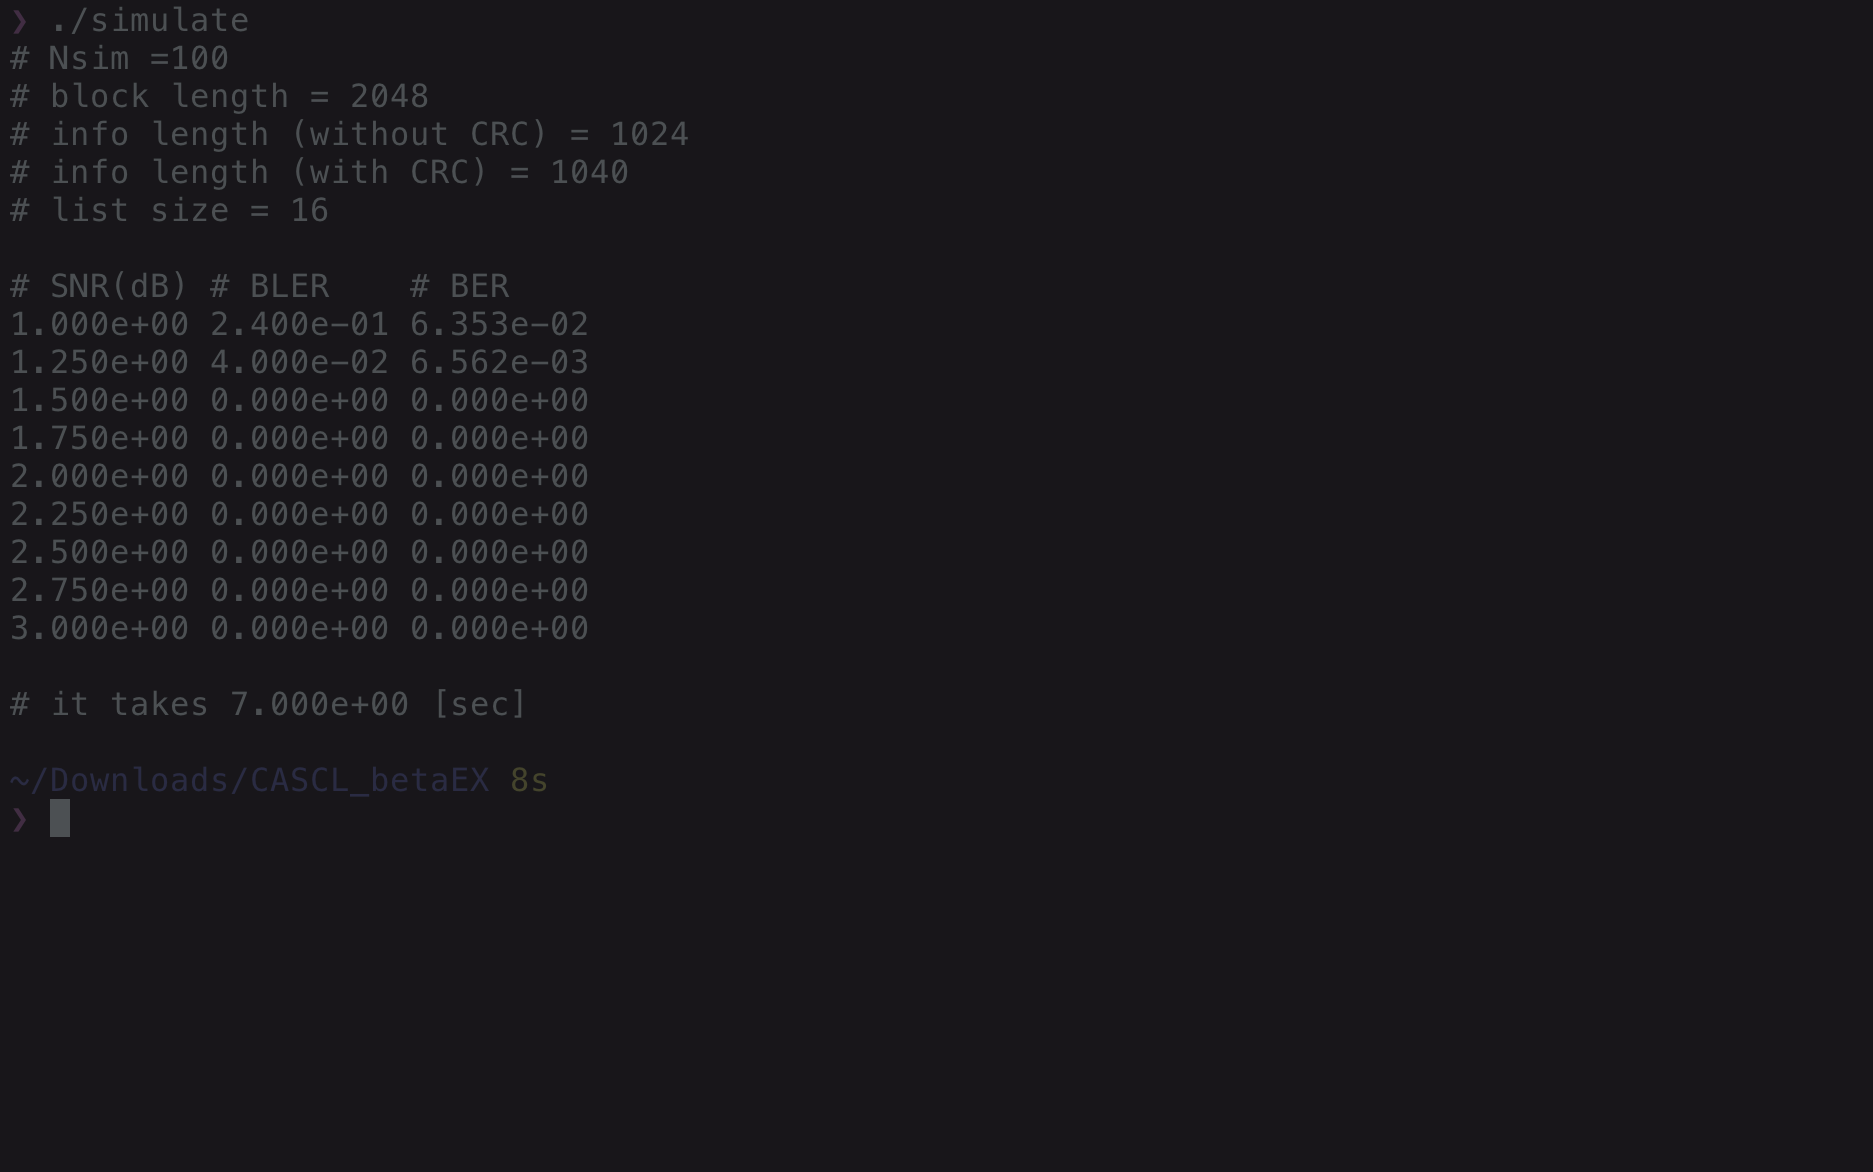 ❯ ./simulate
# Nsim =100
# block length = 2048
# info length (without CRC) = 1024
# info length (with CRC) = 1040
# list size = 16
# SNR(dB) # BLER    # BER
1.000e+00 2.400e-01 6.353e-02
1.250e+00 4.000e-02 6.562e-03
1.500e+00 0.000e+00 0.000e+00
1.750e+00 0.000e+00 0.000e+00
2.000e+00 0.000e+00 0.000e+00
2.250e+00 0.000e+00 0.000e+00
2.500e+00 0.000e+00 0.000e+00
2.750e+00 0.000e+00 0.000e+00
3.000e+00 0.000e+00 0.000e+00
# it takes 7.000e+00 [sec]
~/Downloads/CASCL_betaEX 8s
❯